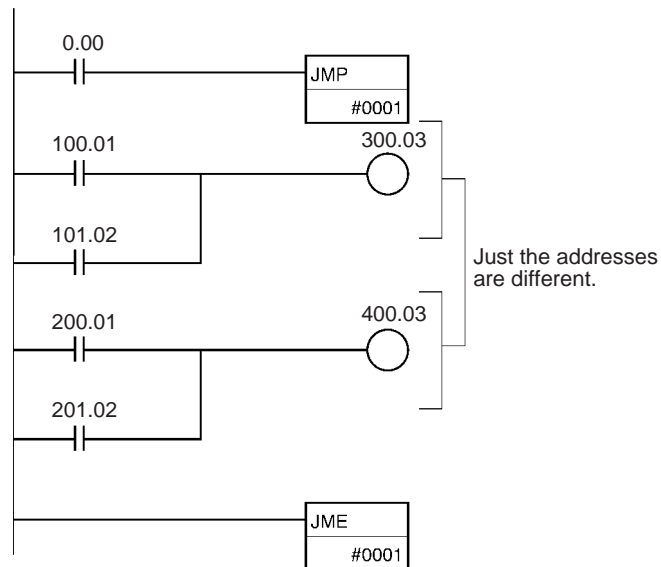 0.00
JMP
#0001
100.01
300.03
101.02
Just the addresses
are different.
200.01
400.03
201.02
JME
#0001